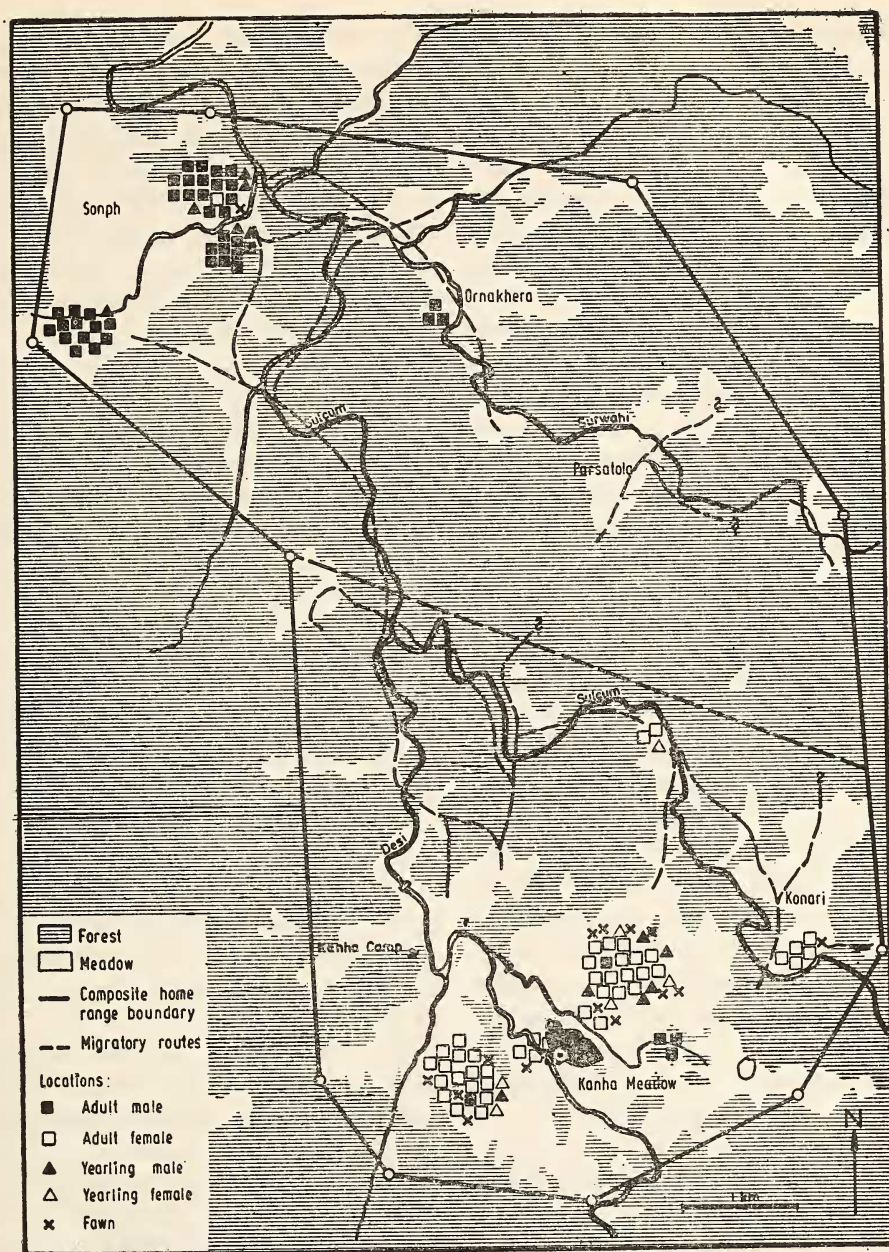 Sonph
Ornakhera
Sulcum
Surwahi
Parsatola
?
?
?
Sulcum
?
Desi
Konari
Kanha Camp
Kanha Meadow
Forest
Meadow
Composite home
range boundary
Migratory routes
Locations:
Adult male
Adult female
Yearling male
Yearling female
Fawn
N
1 km